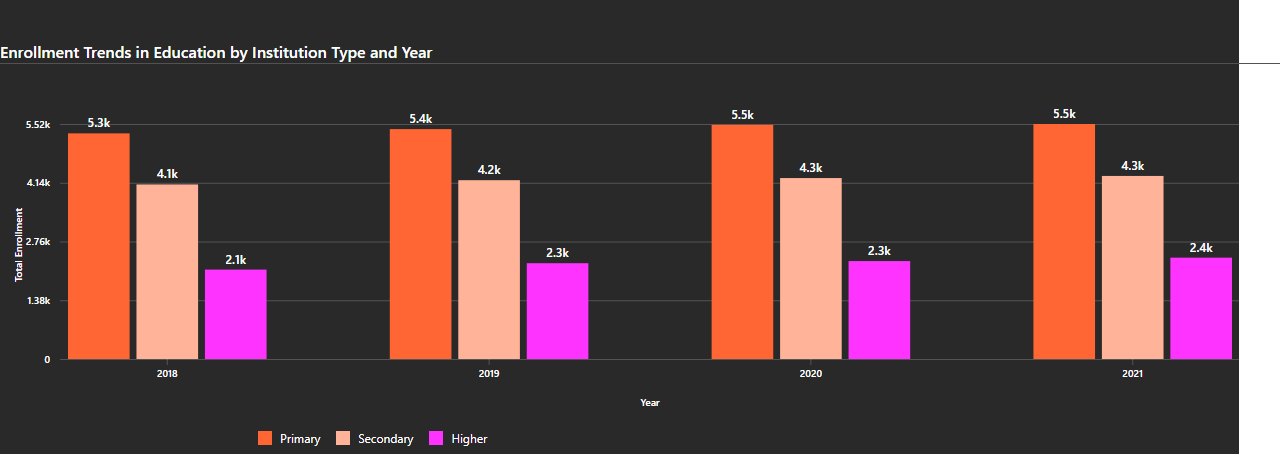 Enrollment Trends in Education by Institution Type and Year
Total Enrollment
5.52k
4.14k
2.76k
1.38k
0
5.3k
4.1k
2.1k
5.4k
4.2k
2.3k
5.5k
4.3k
2.3k
5.5k
4.3k
2.4k
2018 2019 2020 2021
Year
Primary Secondary Higher